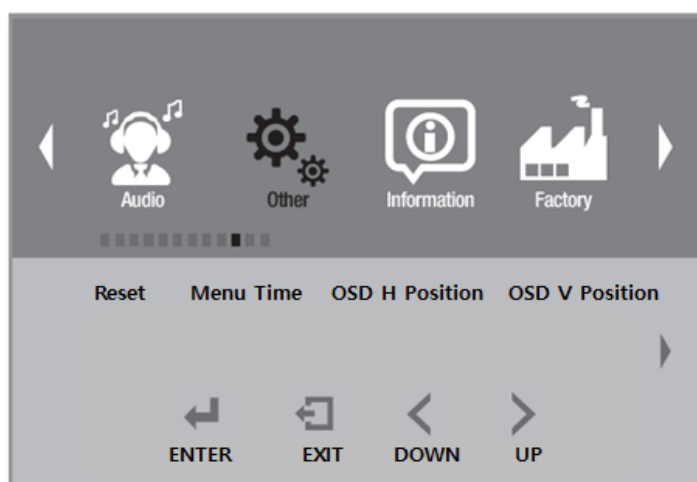 Audio Other Information Factory
Reset Menu Time OSD H Position OSD V Position
ENTER EXIT DOWN UP